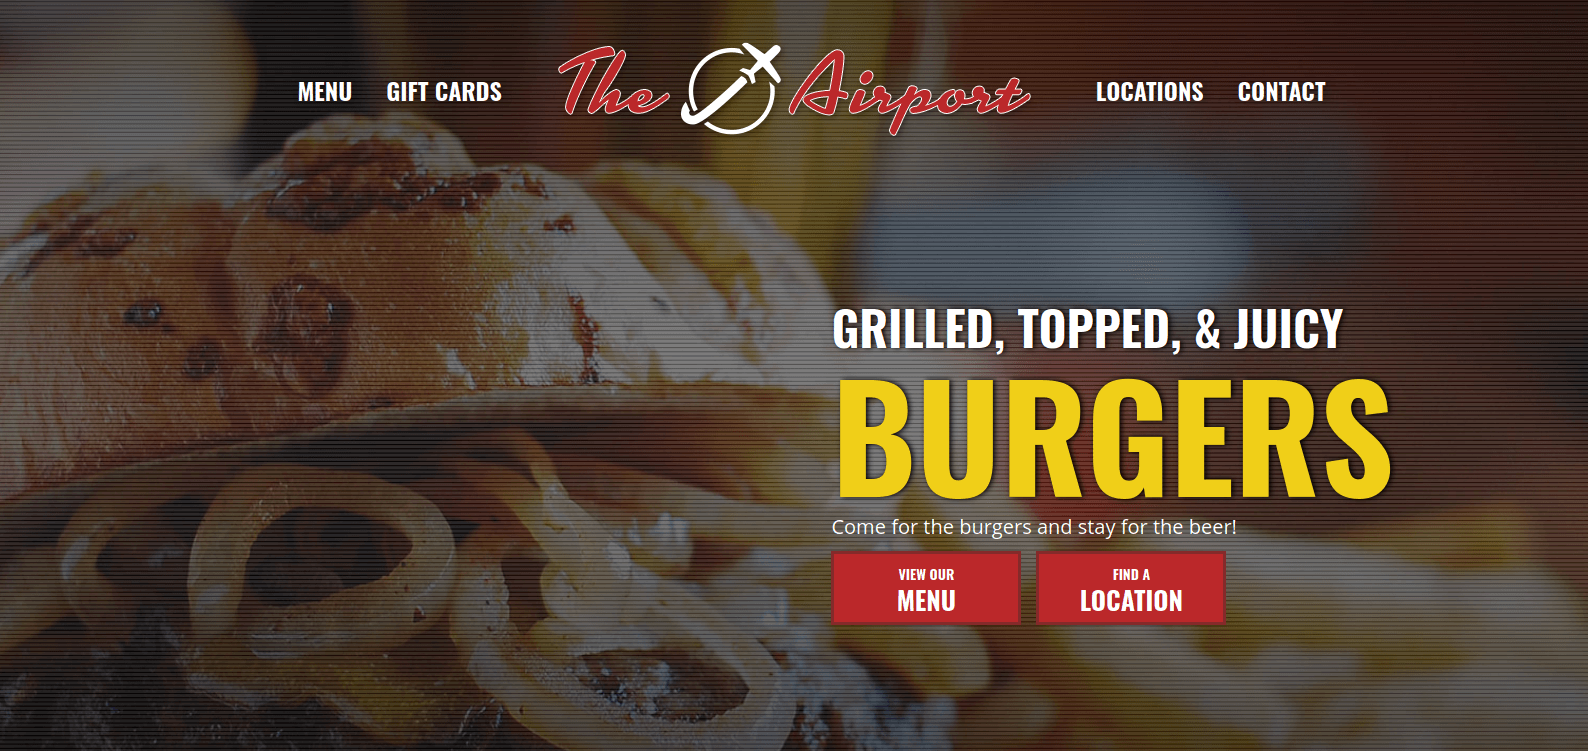 MENU GIFT CARDS The Airport LOCATIONS CONTACT
GRILLED, TOPPED, & JUICY
BURGERS
Come for the burgers and stay for the beer!
VIEW OUR
MENU
FIND A
LOCATION